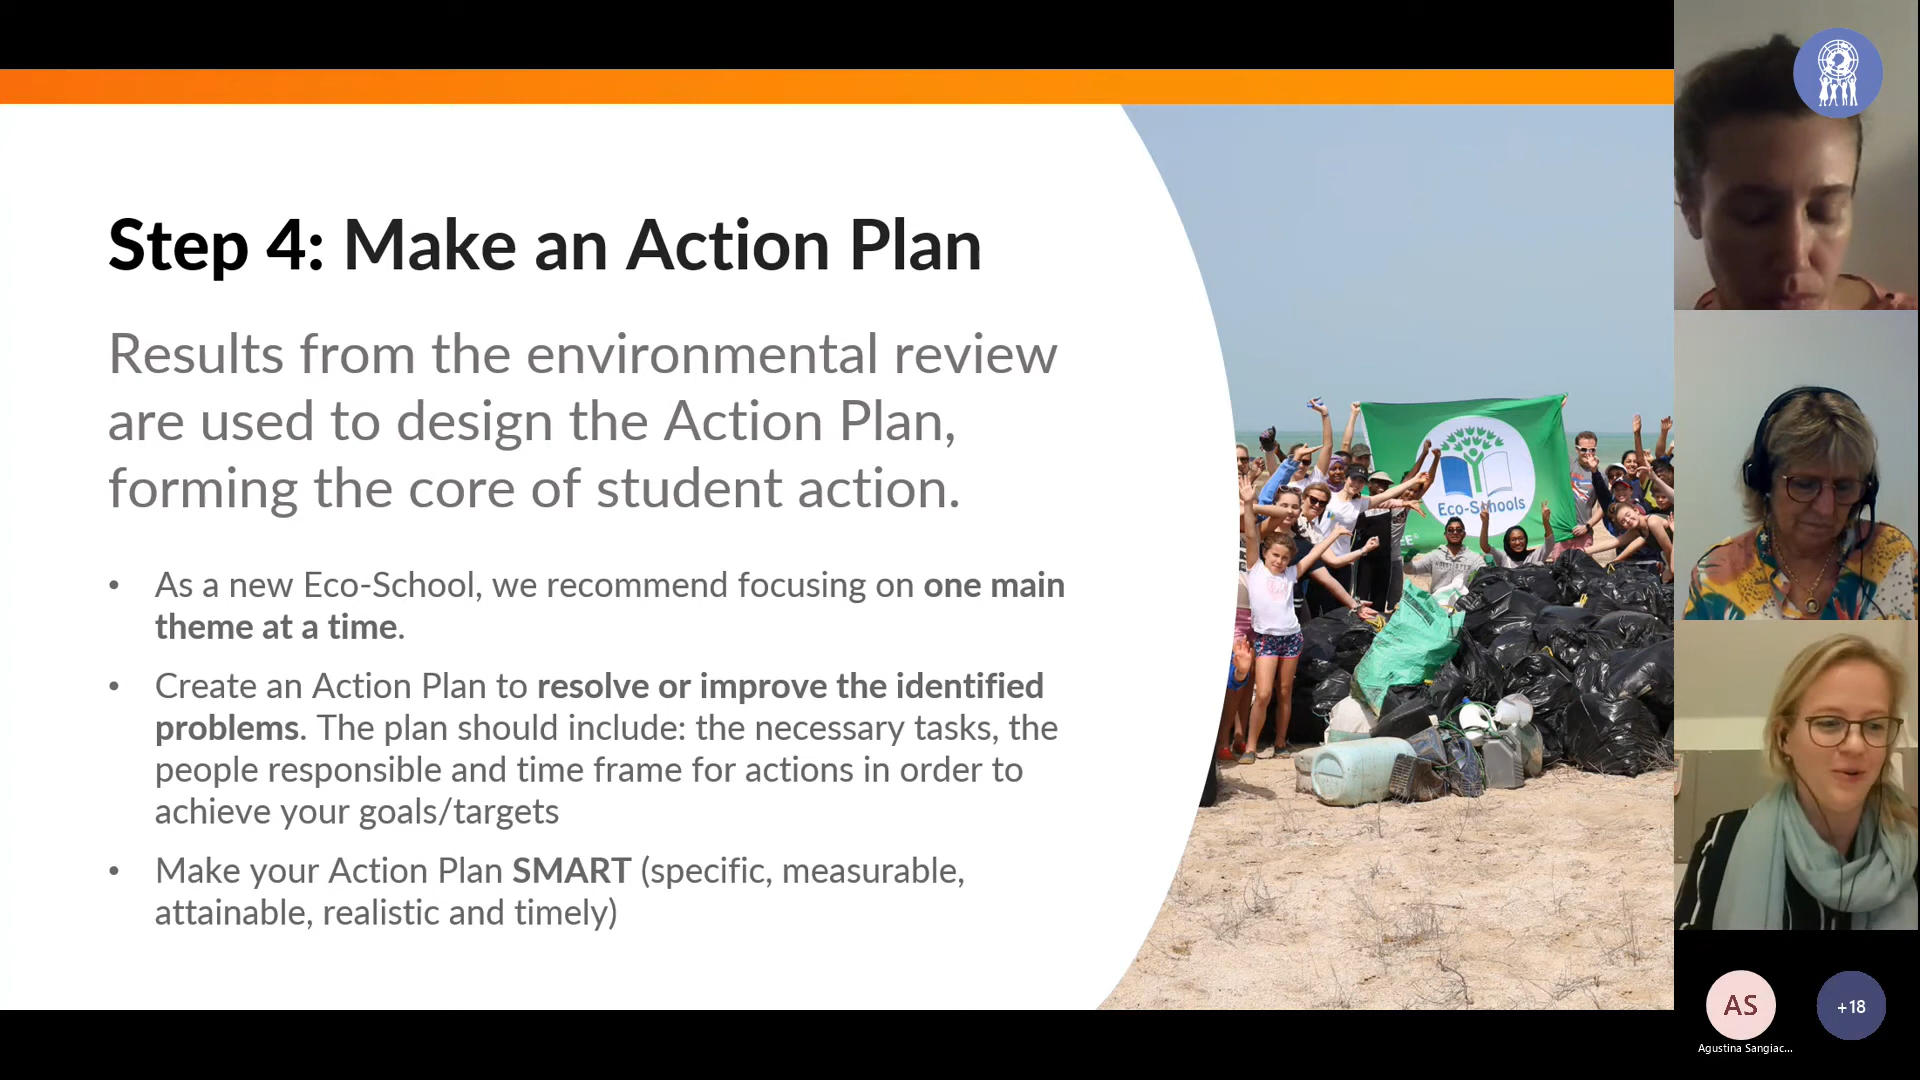 Step 4: Make an Action Plan
Results from the environmental review
are used to design the Action Plan,
forming the core of student action.
• As a new Eco-School, we recommend focusing on one main
theme at a time.
• Create an Action Plan to resolve or improve the identified
problems. The plan should include: the necessary tasks, the
people responsible and time frame for actions in order to
achieve your goals/targets
• Make your Action Plan SMART (specific, measurable,
attainable, realistic and timely)
Eco-Schools
AS
+18
Agustina Sangiac...